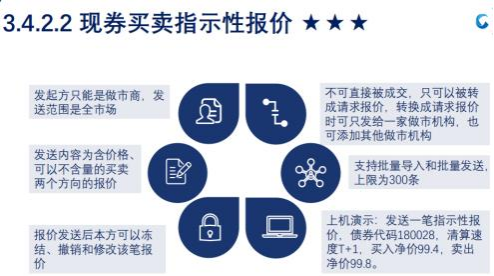 3.4.2.2 现券买卖指示性报价 ★ ★ ★
发起方只能是做市商，发
送范围是全市场
不可直接被成交，只可以被转
成请求报价，转换成请求报价
时可只发给一家做市机构，也
可添加其他做市机构
发送内容为含价格、
可以不含量的买卖
两个方向的报价
支持批量导入和批量发送，
上限为300条
报价发送后本方可以冻
结、撤销和修改该笔报
价
上机演示：发送一笔指示性报
价，债券代码180028，清算速
度T+1，买入净价99.4，卖出
净价99.8。